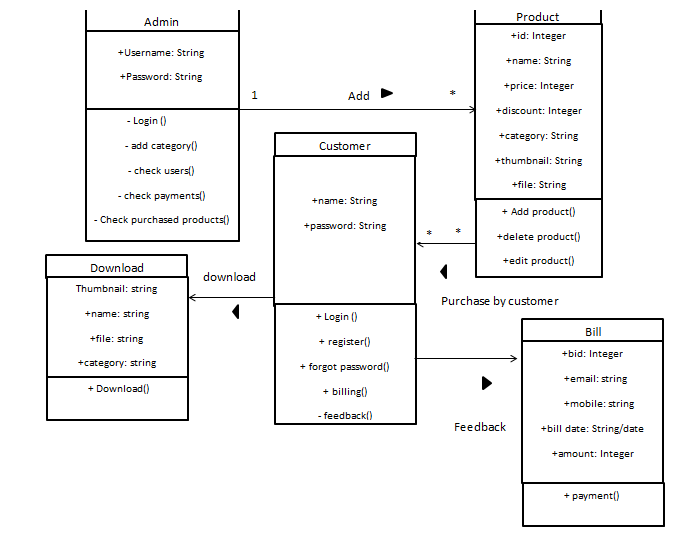 Admin
+Username: String
+Password: String
- Login ()
- add category()
- check users()
- check payments()
- Check purchased products()
1
Add
*
Product
+id: Integer
+name: String
+price: Integer
+discount: Integer
+category: String
+thumbnail: String
+file: String
+ Add product()
+delete product()
+edit product()
Customer
+name: String
+password: String
+ Login ()
+ register()
+ forgot password()
+ billing()
- feedback()
* *
Purchase by customer
Download
Thumbnail: string
+name: string
+file: string
+category: string
+ Download()
download
Feedback
Bill
+bid: Integer
+email: string
+mobile: string
+bill date: String/date
+amount: Integer
+ payment()